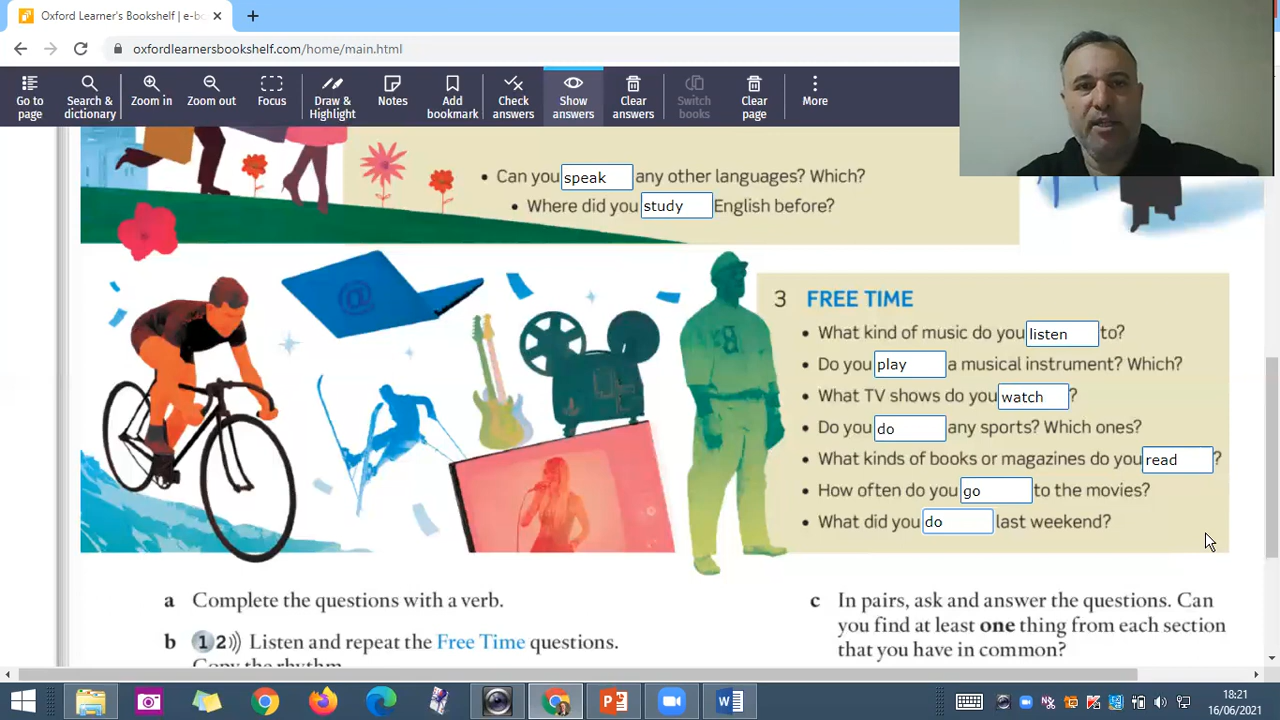 Oxford Learner's Bookshelf | e-bo
oxfordlearnersbookshelf.com/home/main.html
Go to page
Search & dictionary
Zoom in
Zoom out
Focus
Draw & Highlight
Notes
Add bookmark
Check answers
Show answers
Clear answers
Switch books
Clear page
More
• Can you speak any other languages? Which?
• Where did you study English before?
@
3 FREE TIME
• What kind of music do you listen to?
• Do you play a musical instrument? Which?
• What TV shows do you watch ?
• Do you do any sports? Which ones?
• What kinds of books or magazines do you read ?
• How often do you go to the movies?
• What did you do last weekend?
a Complete the questions with a verb.
b 1 2)) Listen and repeat the Free Time questions.
Copy the rhythm.
c In pairs, ask and answer the questions. Can
you find at least one thing from each section
that you have in common?
18:21
16/06/2021